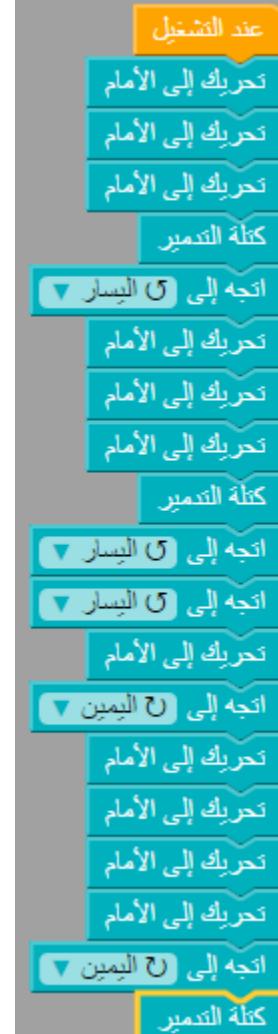 عند التشغيل
تحريك إلى الأمام
تحريك إلى الأمام
تحريك إلى الأمام
كتلة التدمير
اتجه إلى ↺ اليسار ▼
تحريك إلى الأمام
تحريك إلى الأمام
تحريك إلى الأمام
كتلة التدمير
اتجه إلى ↺ اليسار ▼
اتجه إلى ↺ اليسار ▼
تحريك إلى الأمام
اتجه إلى ↻ اليمين ▼
تحريك إلى الأمام
تحريك إلى الأمام
تحريك إلى الأمام
تحريك إلى الأمام
اتجه إلى ↻ اليمين ▼
كتلة التدمير